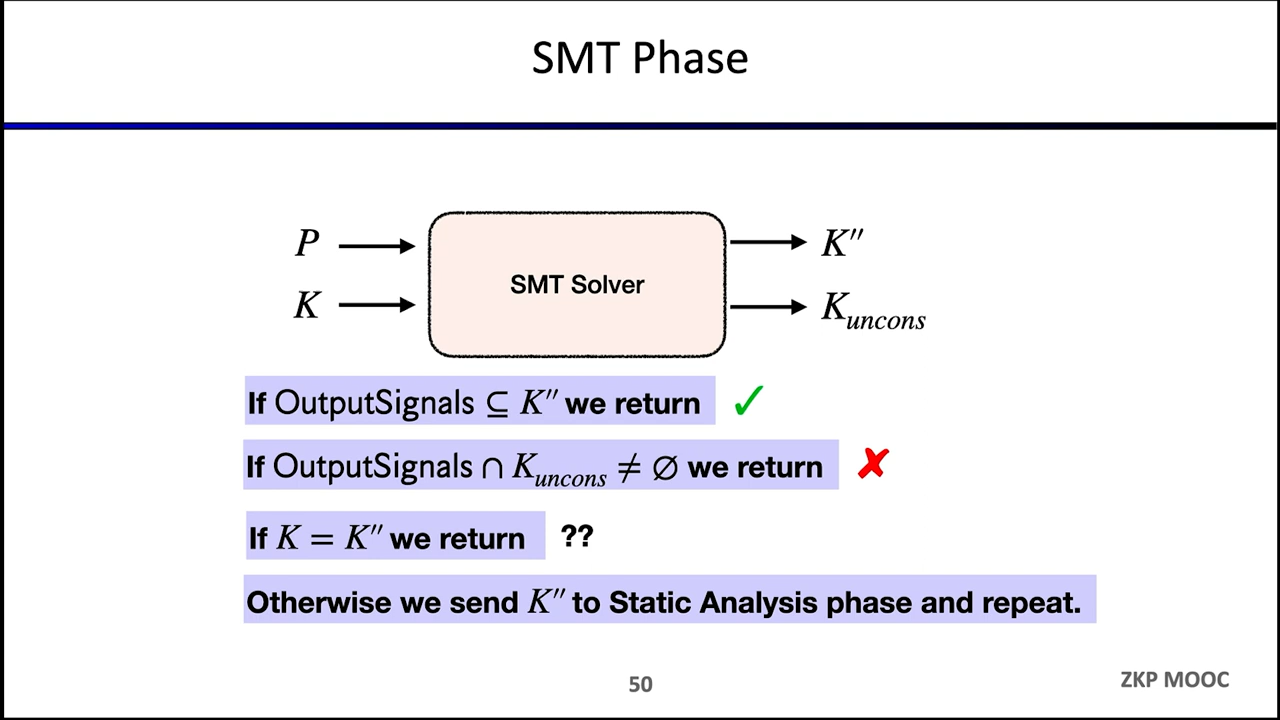 SMT Phase
P
K
SMT Solver
K″
K_uncons
If OutputSignals ⊆ K″ we return ✓
If OutputSignals ∩ K_uncons ≠ ∅ we return ✘
If K = K″ we return ??
Otherwise we send K″ to Static Analysis phase and repeat.
50
ZKP MOOC